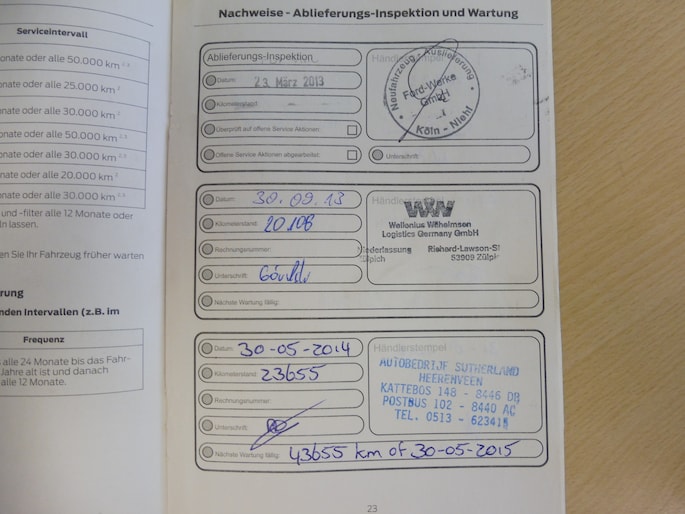 Serviceintervall
onate oder alle 50.000 km
onate oder alle 25.000 km
onate oder alle 30.000 km
onate oder alle 50.000 km
onate oder alle 30.000 km
onate oder alle 20.000 km
onate oder alle 30.000 km
und -filter alle 12 Monate oder
ln lassen.
en Sie Ihr Fahrzeug früher warten
rung
nden Intervallen (z.B. im
Frequenz
alle 24 Monate bis das Fahr-
Jahre alt ist und danach
alle 12 Monate.
Nachweise - Ablieferungs-Inspektion und Wartung
Ablieferungs-Inspektion
Datum: 23. März 2013
Kilometerstand: - -
Überprüft auf offene Service Aktionen:
Offene Service Aktionen abgearbeitet:
Händlerstempel
Neufahrzeug - Auslieferung
Ford-Werke
GmbH
Köln - Niehl
Unterschrift:
Datum: 30.09.13
Kilometerstand: 20108
Rechnungsnummer:
Unterschrift:
Nächste Wartung fällig:
WW
Wallenius Wilhelmsen
Logistics Germany GmbH
Niederlassung Richard-Lawson-S
Zülpich 53909 Zülp
Datum: 30-05-2014
Kilometerstand: 23655
Rechnungsnummer:
Unterschrift:
Nächste Wartung fällig: 43655 km of 30-05-2015
Händlerstempel
AUTOBEDRIJF SUTHERLAND
HEERENVEEN
KATTEBOS 148 - 8446 DB
POSTBUS 102 - 8440 AC
TEL. 0513 - 623415
23